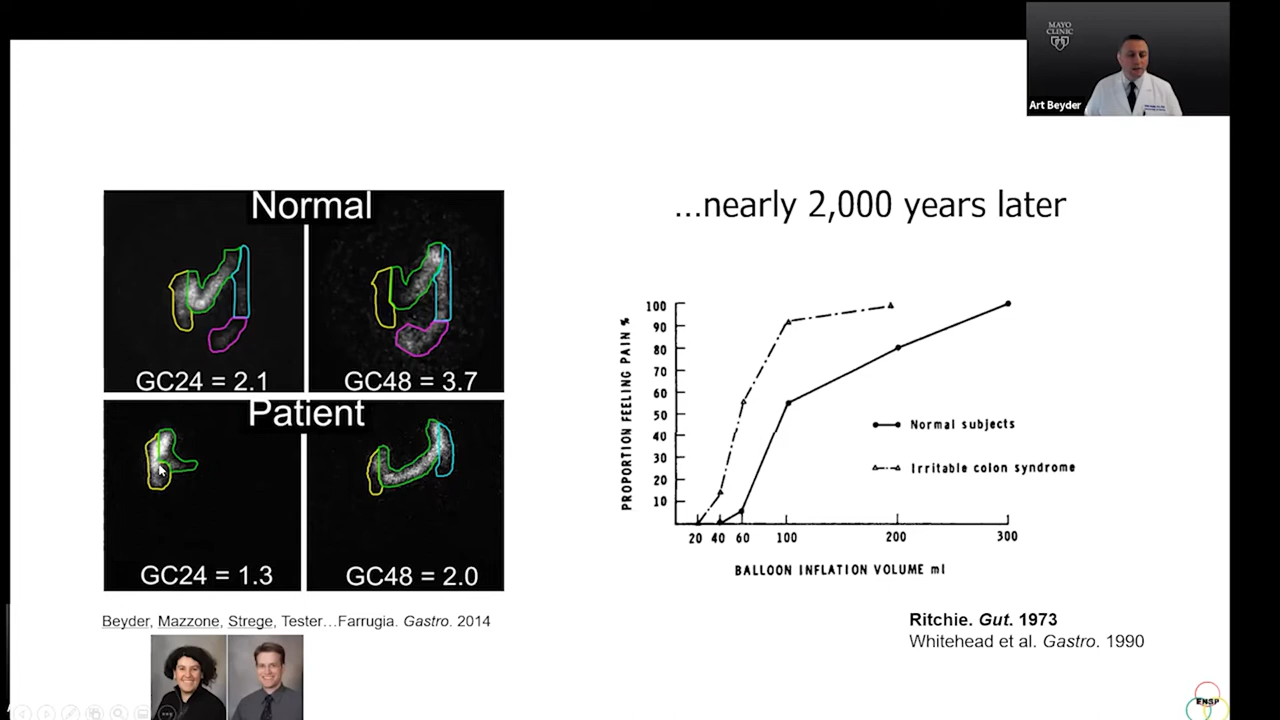 MAYO
CLINIC
Art Beyder
Normal
GC24 = 2.1
GC48 = 3.7
Patient
GC24 = 1.3
GC48 = 2.0
Beyder, Mazzone, Strege, Tester…Farrugia. Gastro. 2014
...nearly 2,000 years later
PROPORTION FEELING PAIN %
100
90
80
70
60
50
40
30
20
10
20 40 60 100 200 300
BALLOON INFLATION VOLUME ml
Normal subjects
Irritable colon syndrome
Ritchie. Gut. 1973
Whitehead et al. Gastro. 1990
ENSP